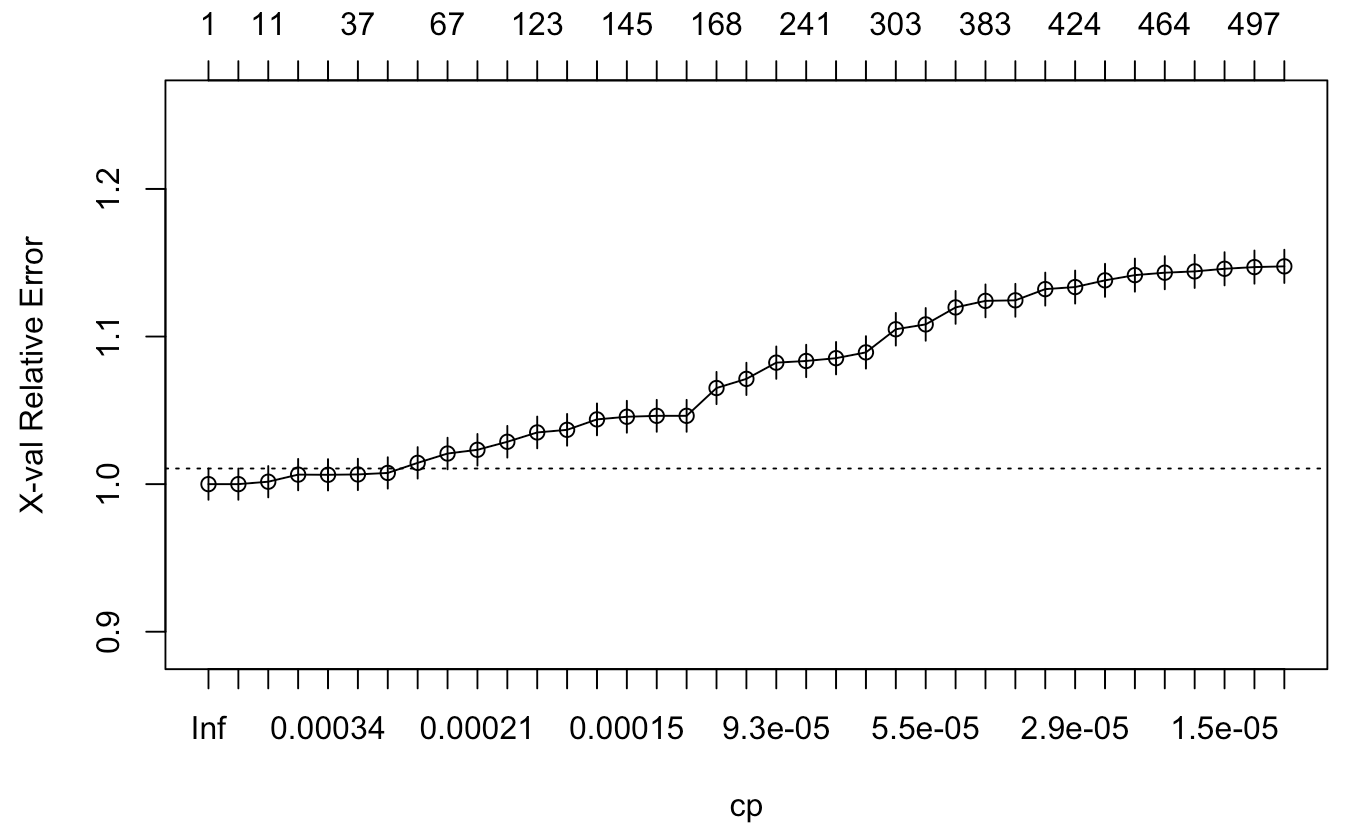 1 11 37 67 123 145 168 241 303 383 424 464 497
X-val Relative Error
1.2
1.1
1.0
0.9
Inf 0.00034 0.00021 0.00015 9.3e-05 5.5e-05 2.9e-05 1.5e-05
cp